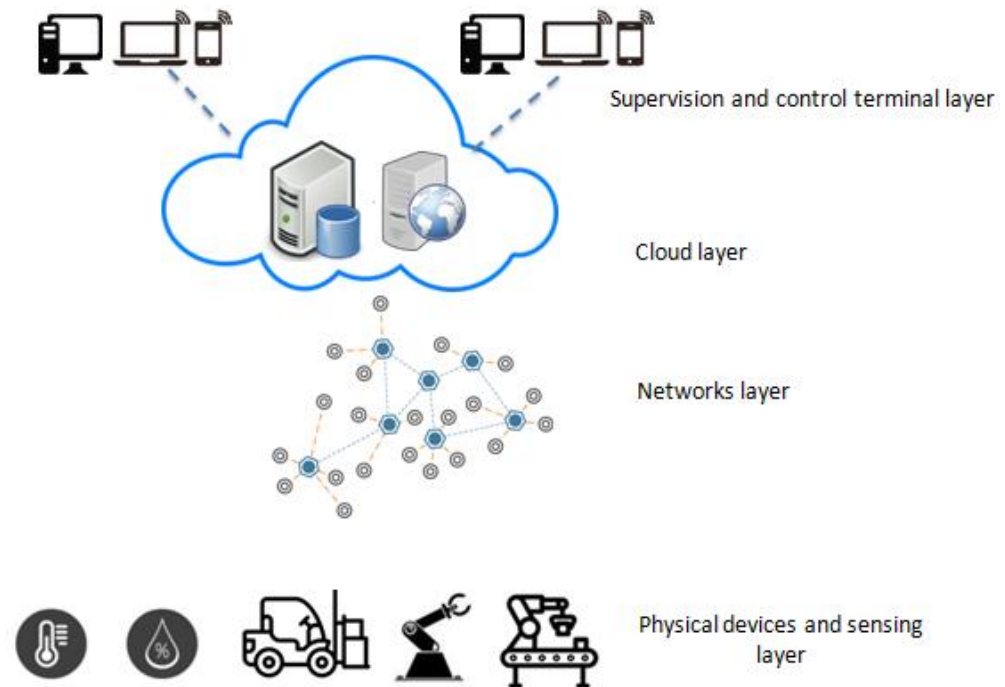 Supervision and control terminal layer
Cloud layer
Networks layer
%
Physical devices and sensing
layer